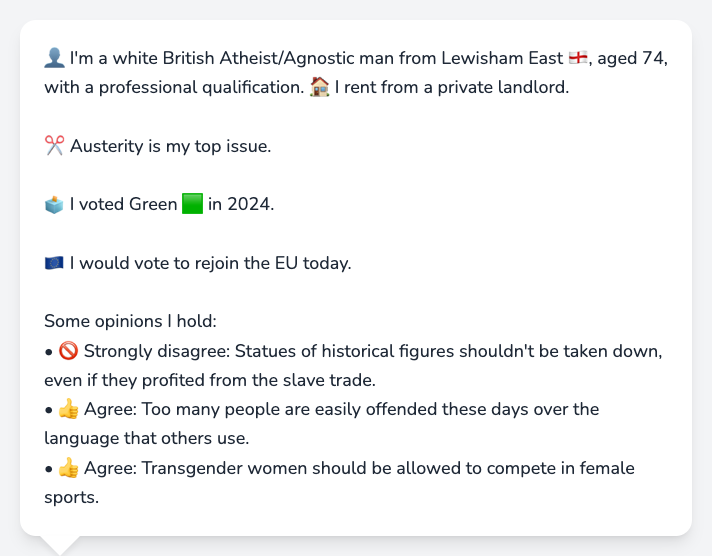 👤 I'm a white British Atheist/Agnostic man from Lewisham East 🏴󠁧󠁢󠁥󠁮󠁧󠁿, aged 74,
with a professional qualification. 🏠 I rent from a private landlord.
✂️ Austerity is my top issue.
🗳️ I voted Green 🟩 in 2024.
🇪🇺 I would vote to rejoin the EU today.
Some opinions I hold:
• 🚫 Strongly disagree: Statues of historical figures shouldn't be taken down,
even if they profited from the slave trade.
• 👍 Agree: Too many people are easily offended these days over the
language that others use.
• 👍 Agree: Transgender women should be allowed to compete in female
sports.